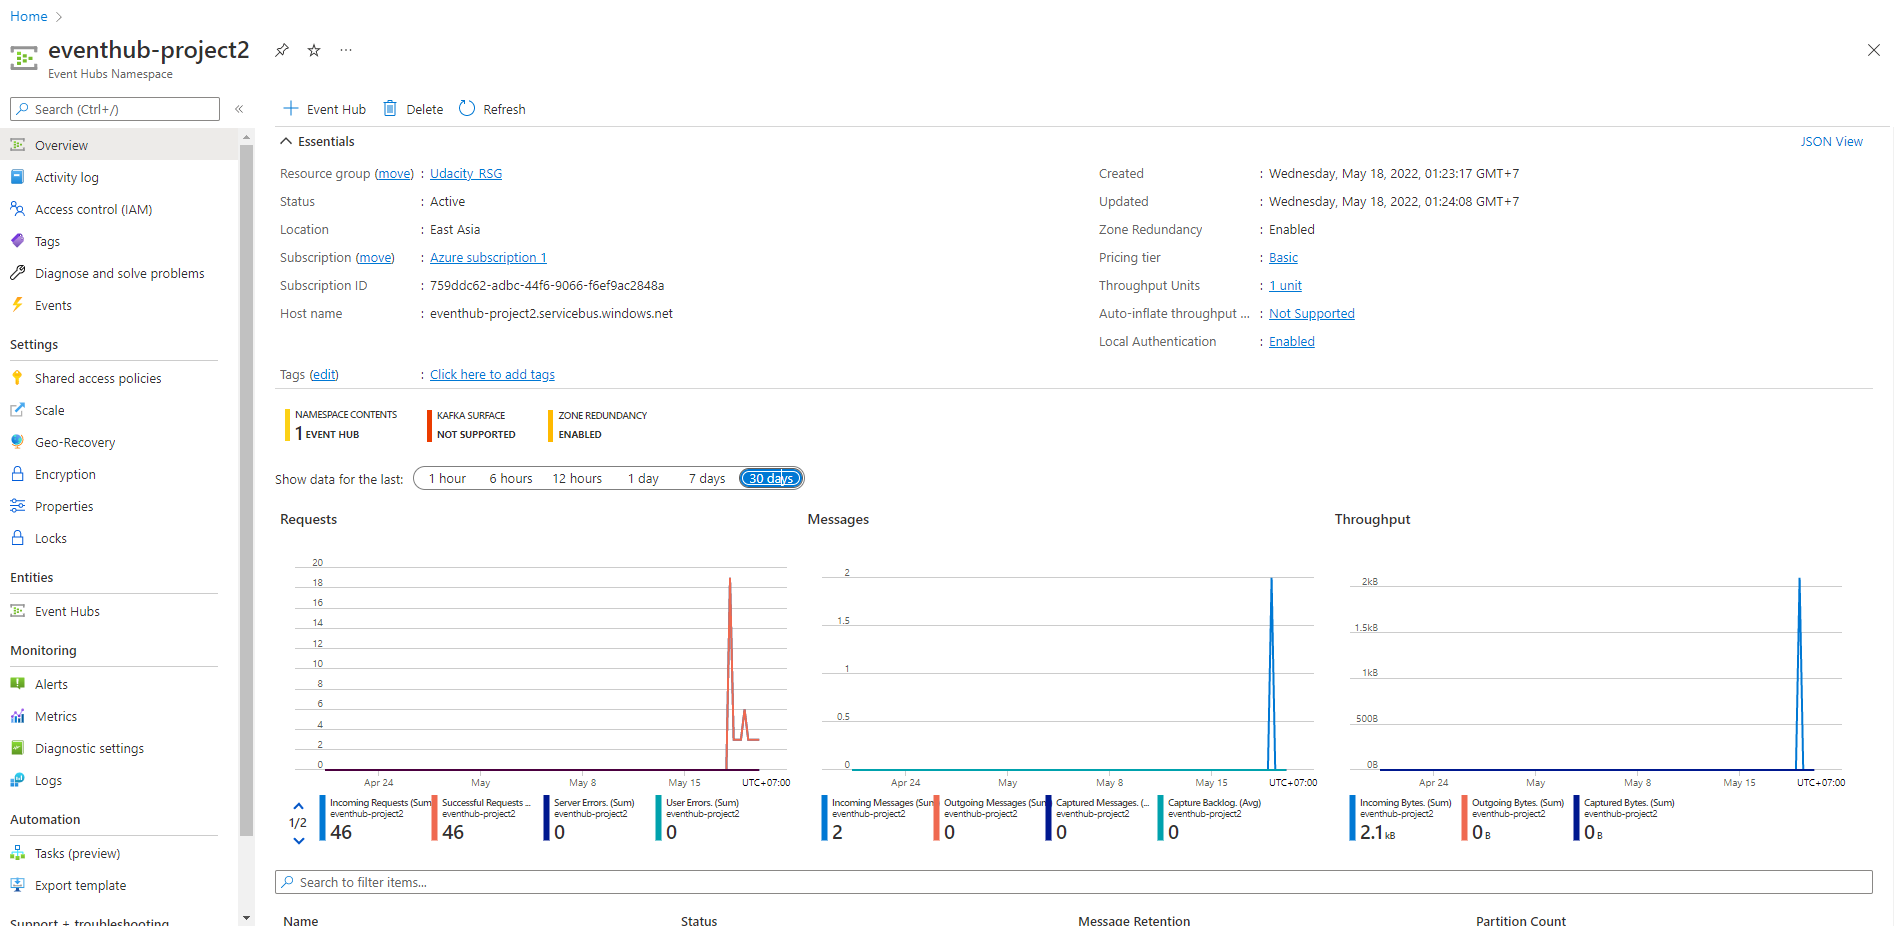 Home
eventhub-project2
Event Hubs Namespace
Search (Ctrl+/)
Overview
Activity log
Access control (IAM)
Tags
Diagnose and solve problems
Events
Settings
Shared access policies
Scale
Geo-Recovery
Encryption
Properties
Locks
Entities
Event Hubs
Monitoring
Alerts
Metrics
Diagnostic settings
Logs
Automation
Tasks (preview)
Export template
Support + troubleshooting
Event Hub Delete Refresh
Essentials JSON View
Resource group (move) : Udacity_RSG
Status : Active
Location : East Asia
Subscription (move) : Azure subscription 1
Subscription ID : 759ddc62-adbc-44f6-9066-f6ef9ac2848a
Host name : eventhub-project2.servicebus.windows.net
Created : Wednesday, May 18, 2022, 01:23:17 GMT+7
Updated : Wednesday, May 18, 2022, 01:24:08 GMT+7
Zone Redundancy : Enabled
Pricing tier : Basic
Throughput Units : 1 unit
Auto-inflate throughput ... : Not Supported
Local Authentication : Enabled
Tags (edit) : Click here to add tags
NAMESPACE CONTENTS
1 EVENT HUB
KAFKA SURFACE
NOT SUPPORTED
ZONE REDUNDANCY
ENABLED
Show data for the last: 1 hour 6 hours 12 hours 1 day 7 days 30 days
Requests
20
18
16
14
12
10
8
6
4
2
0
Apr 24 May May 8 May 15 UTC+07:00
1/2
Incoming Requests (Sum)
eventhub-project2
46
Successful Requests ...
eventhub-project2
46
Server Errors. (Sum)
eventhub-project2
0
User Errors. (Sum)
eventhub-project2
0
Messages
2
1.5
1
0.5
0
Apr 24 May May 8 May 15 UTC+07:00
Incoming Messages (Sum)
eventhub-project2
2
Outgoing Messages (Sum)
eventhub-project2
0
Captured Messages. (...
eventhub-project2
0
Capture Backlog. (Avg)
eventhub-project2
0
Throughput
2kB
1.5kB
1kB
500B
0B
Apr 24 May May 8 May 15 UTC+07:00
Incoming Bytes. (Sum)
eventhub-project2
2.1 kB
Outgoing Bytes. (Sum)
eventhub-project2
0 B
Captured Bytes. (Sum)
eventhub-project2
0 B
Search to filter items...
Name Status Message Retention Partition Count